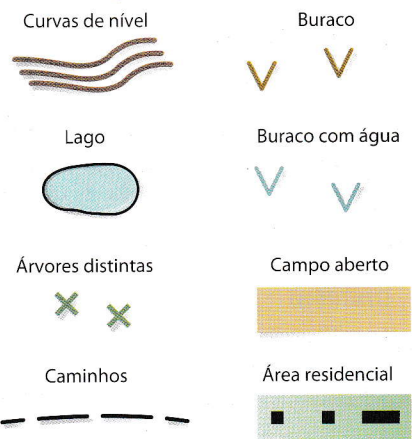 Curvas de nível
Buraco
Lago
Buraco com água
Árvores distintas
Campo aberto
Caminhos
Área residencial